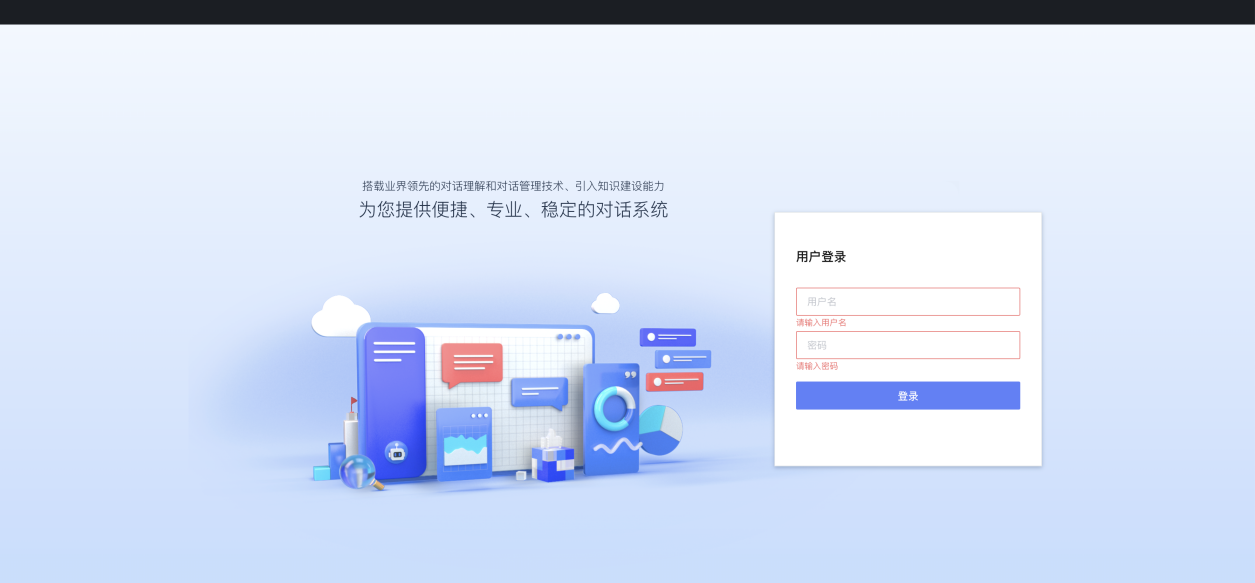 搭载业界领先的对话理解和对话管理技术、引入知识建设能力
为您提供便捷、专业、稳定的对话系统
用户登录
用户名
请输入用户名
密码
请输入密码
登录